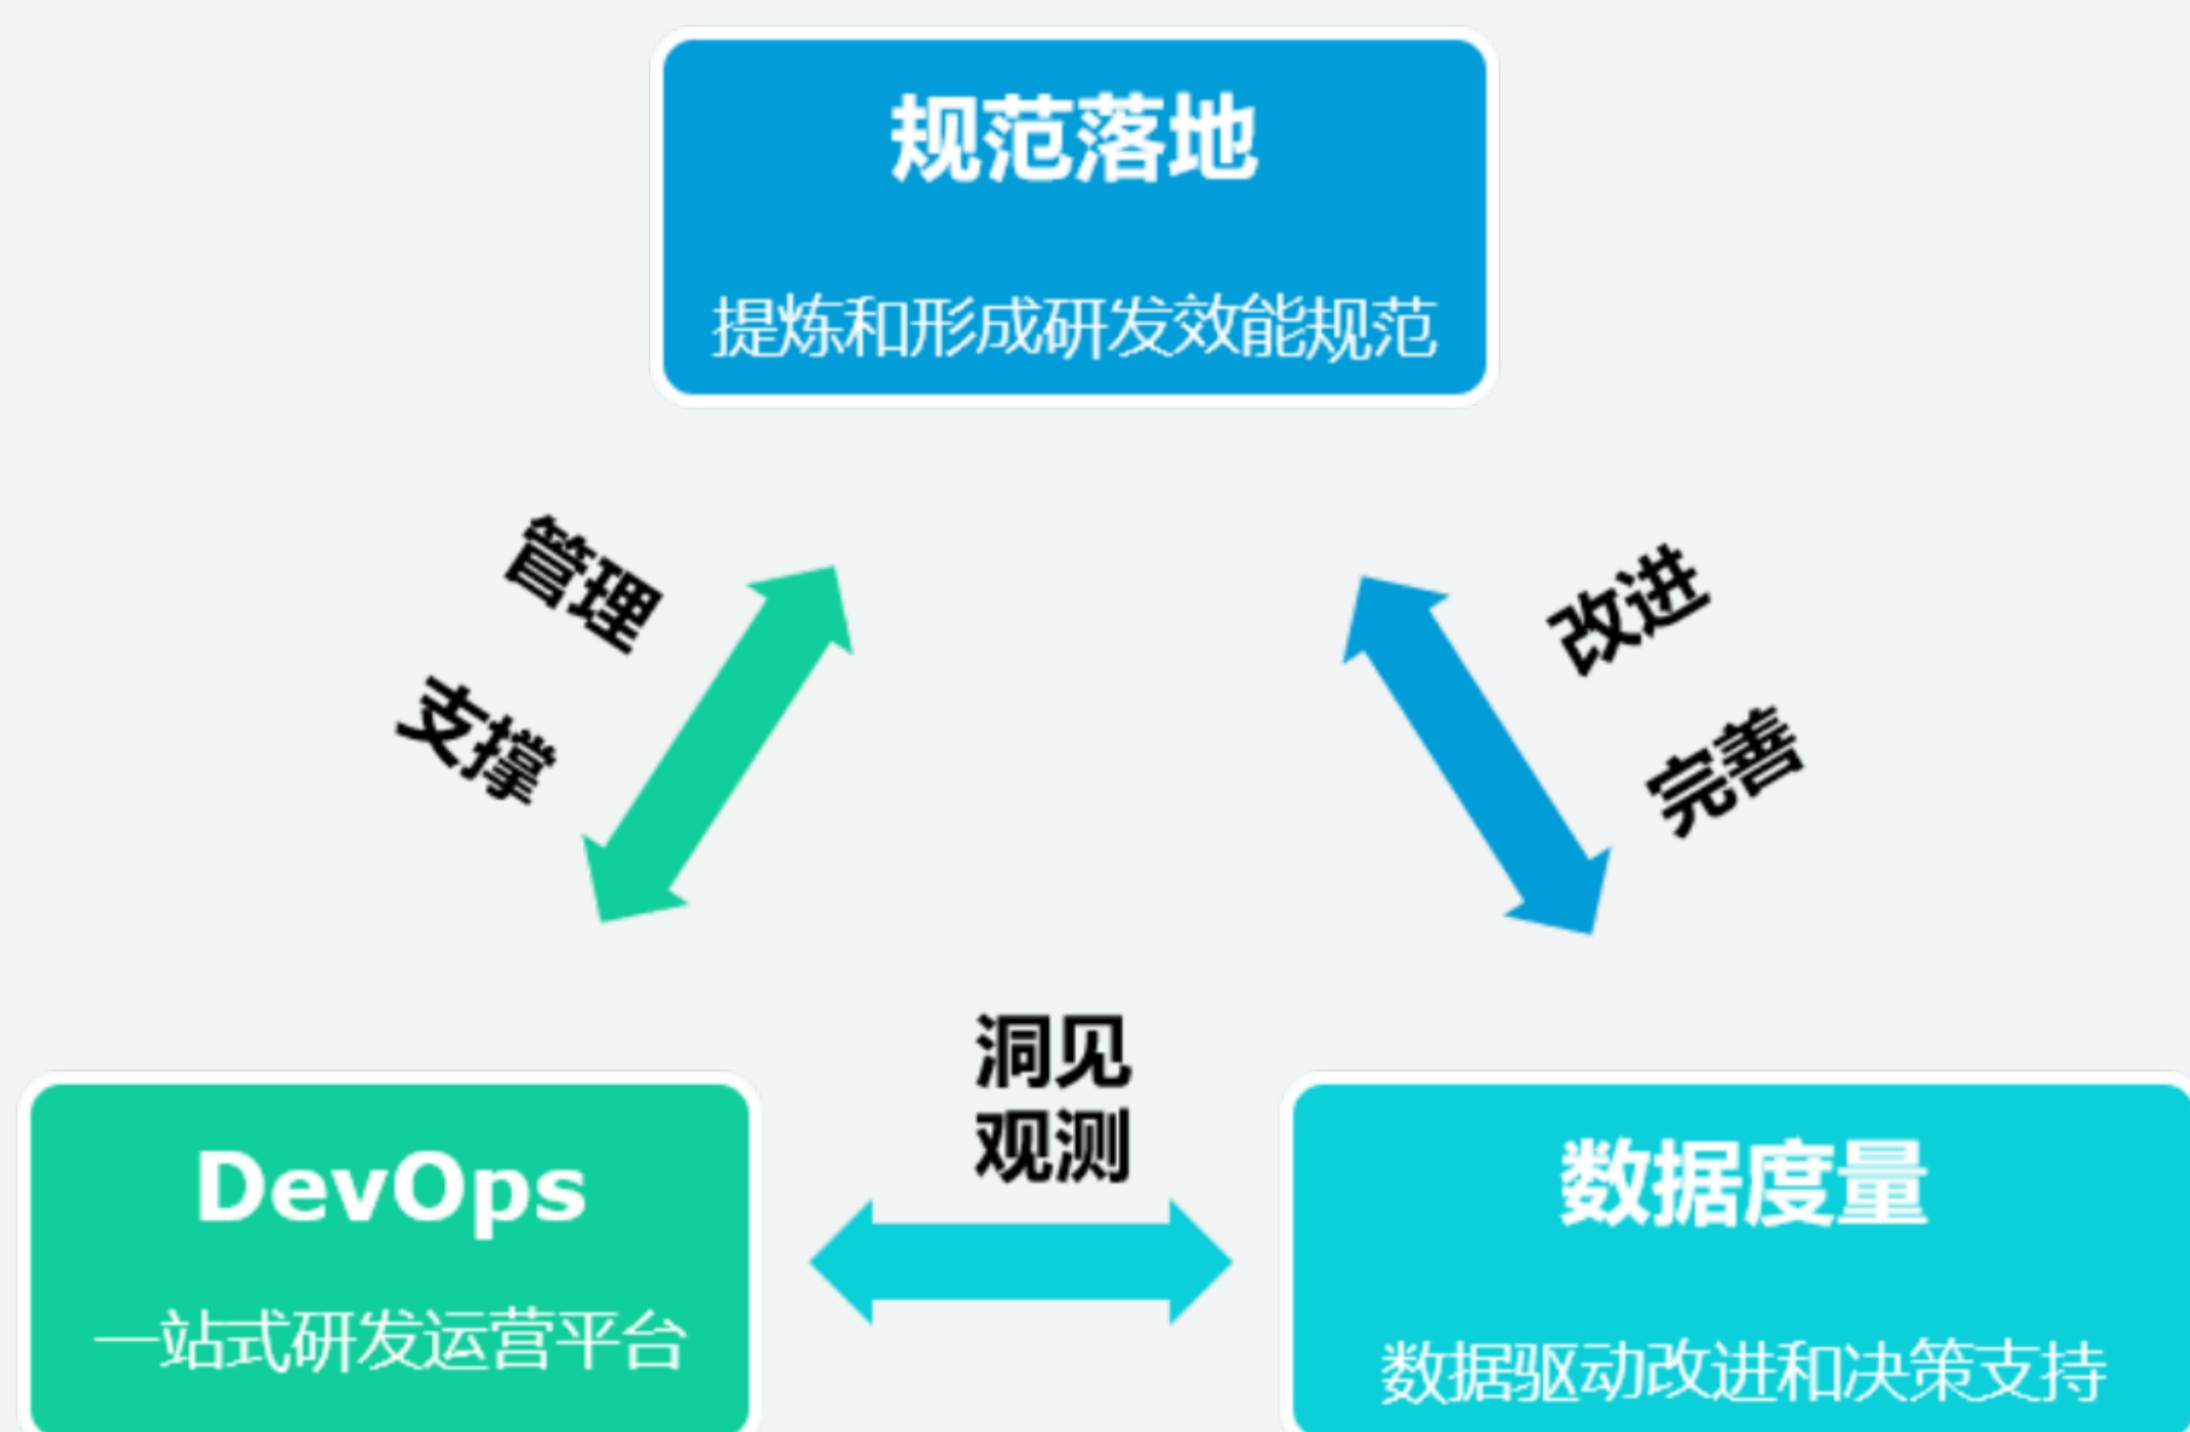 规范落地
提炼和形成研发效能规范
管理
支撑
改进
完善
洞见
观测
DevOps
一站式研发运营平台
数据度量
数据驱动改进和决策支持